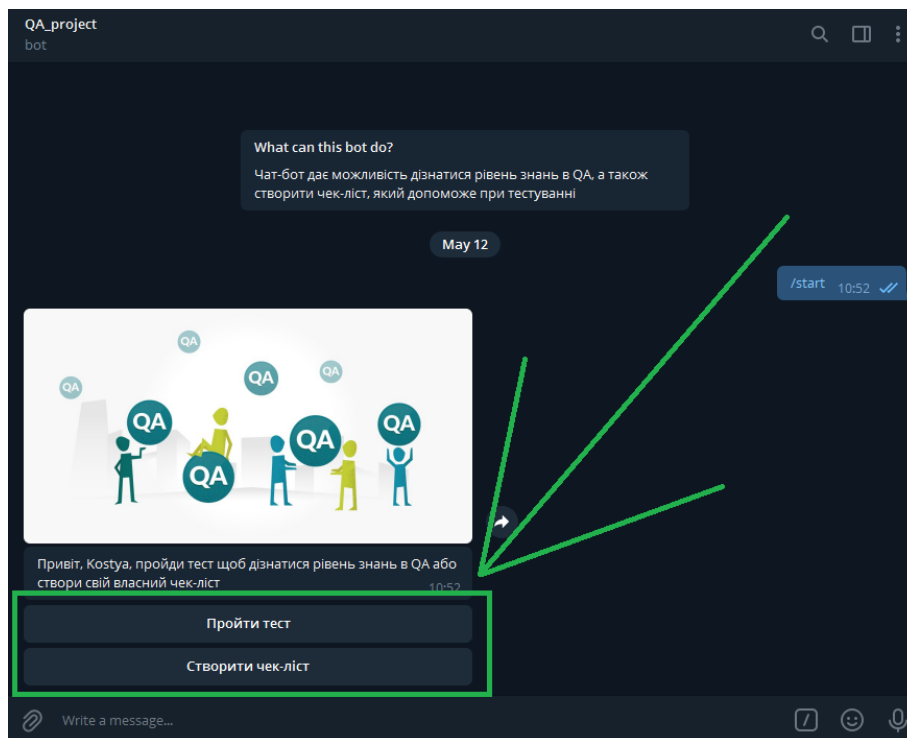 QA_project
bot
What can this bot do?
Чат-бот дає можливість дізнатися рівень знань в QA, а також
створити чек-ліст, який допоможе при тестуванні
May 12
/start 10:52
QA
QA
QA
QA
QA
QA
QA
QA
Привіт, Kostya, пройди тест щоб дізнатися рівень знань в QA або
створи свій власний чек-ліст
10:52
Пройти тест
Створити чек-ліст
Write a message...